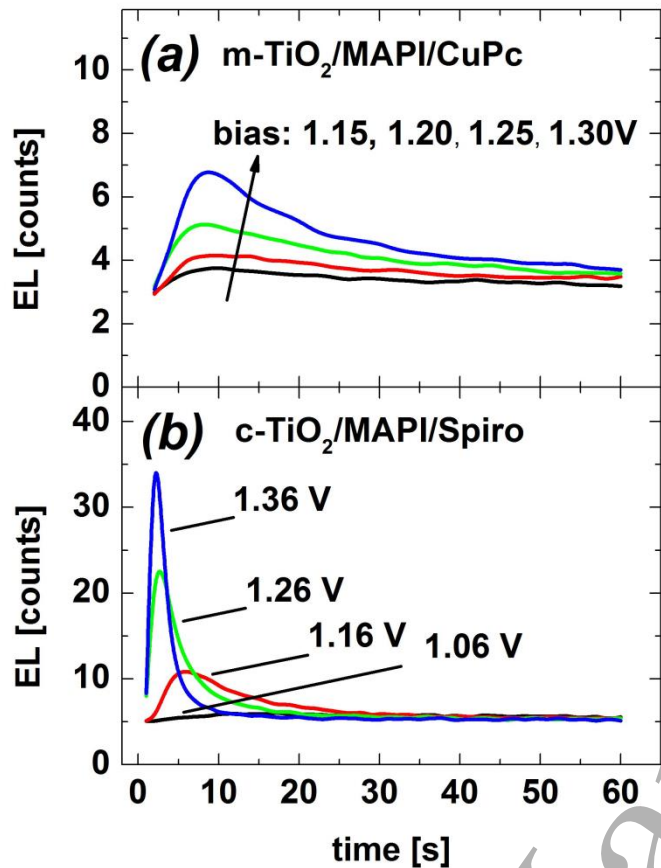 (a) m-TiO₂/MAPI/CuPc
bias: 1.15, 1.20, 1.25, 1.30V
EL [counts]
10
8
6
4
2
0
(b) c-TiO₂/MAPI/Spiro
1.36 V
1.26 V
1.16 V
1.06 V
EL [counts]
40
30
20
10
0
0 10 20 30 40 50 60
time [s]